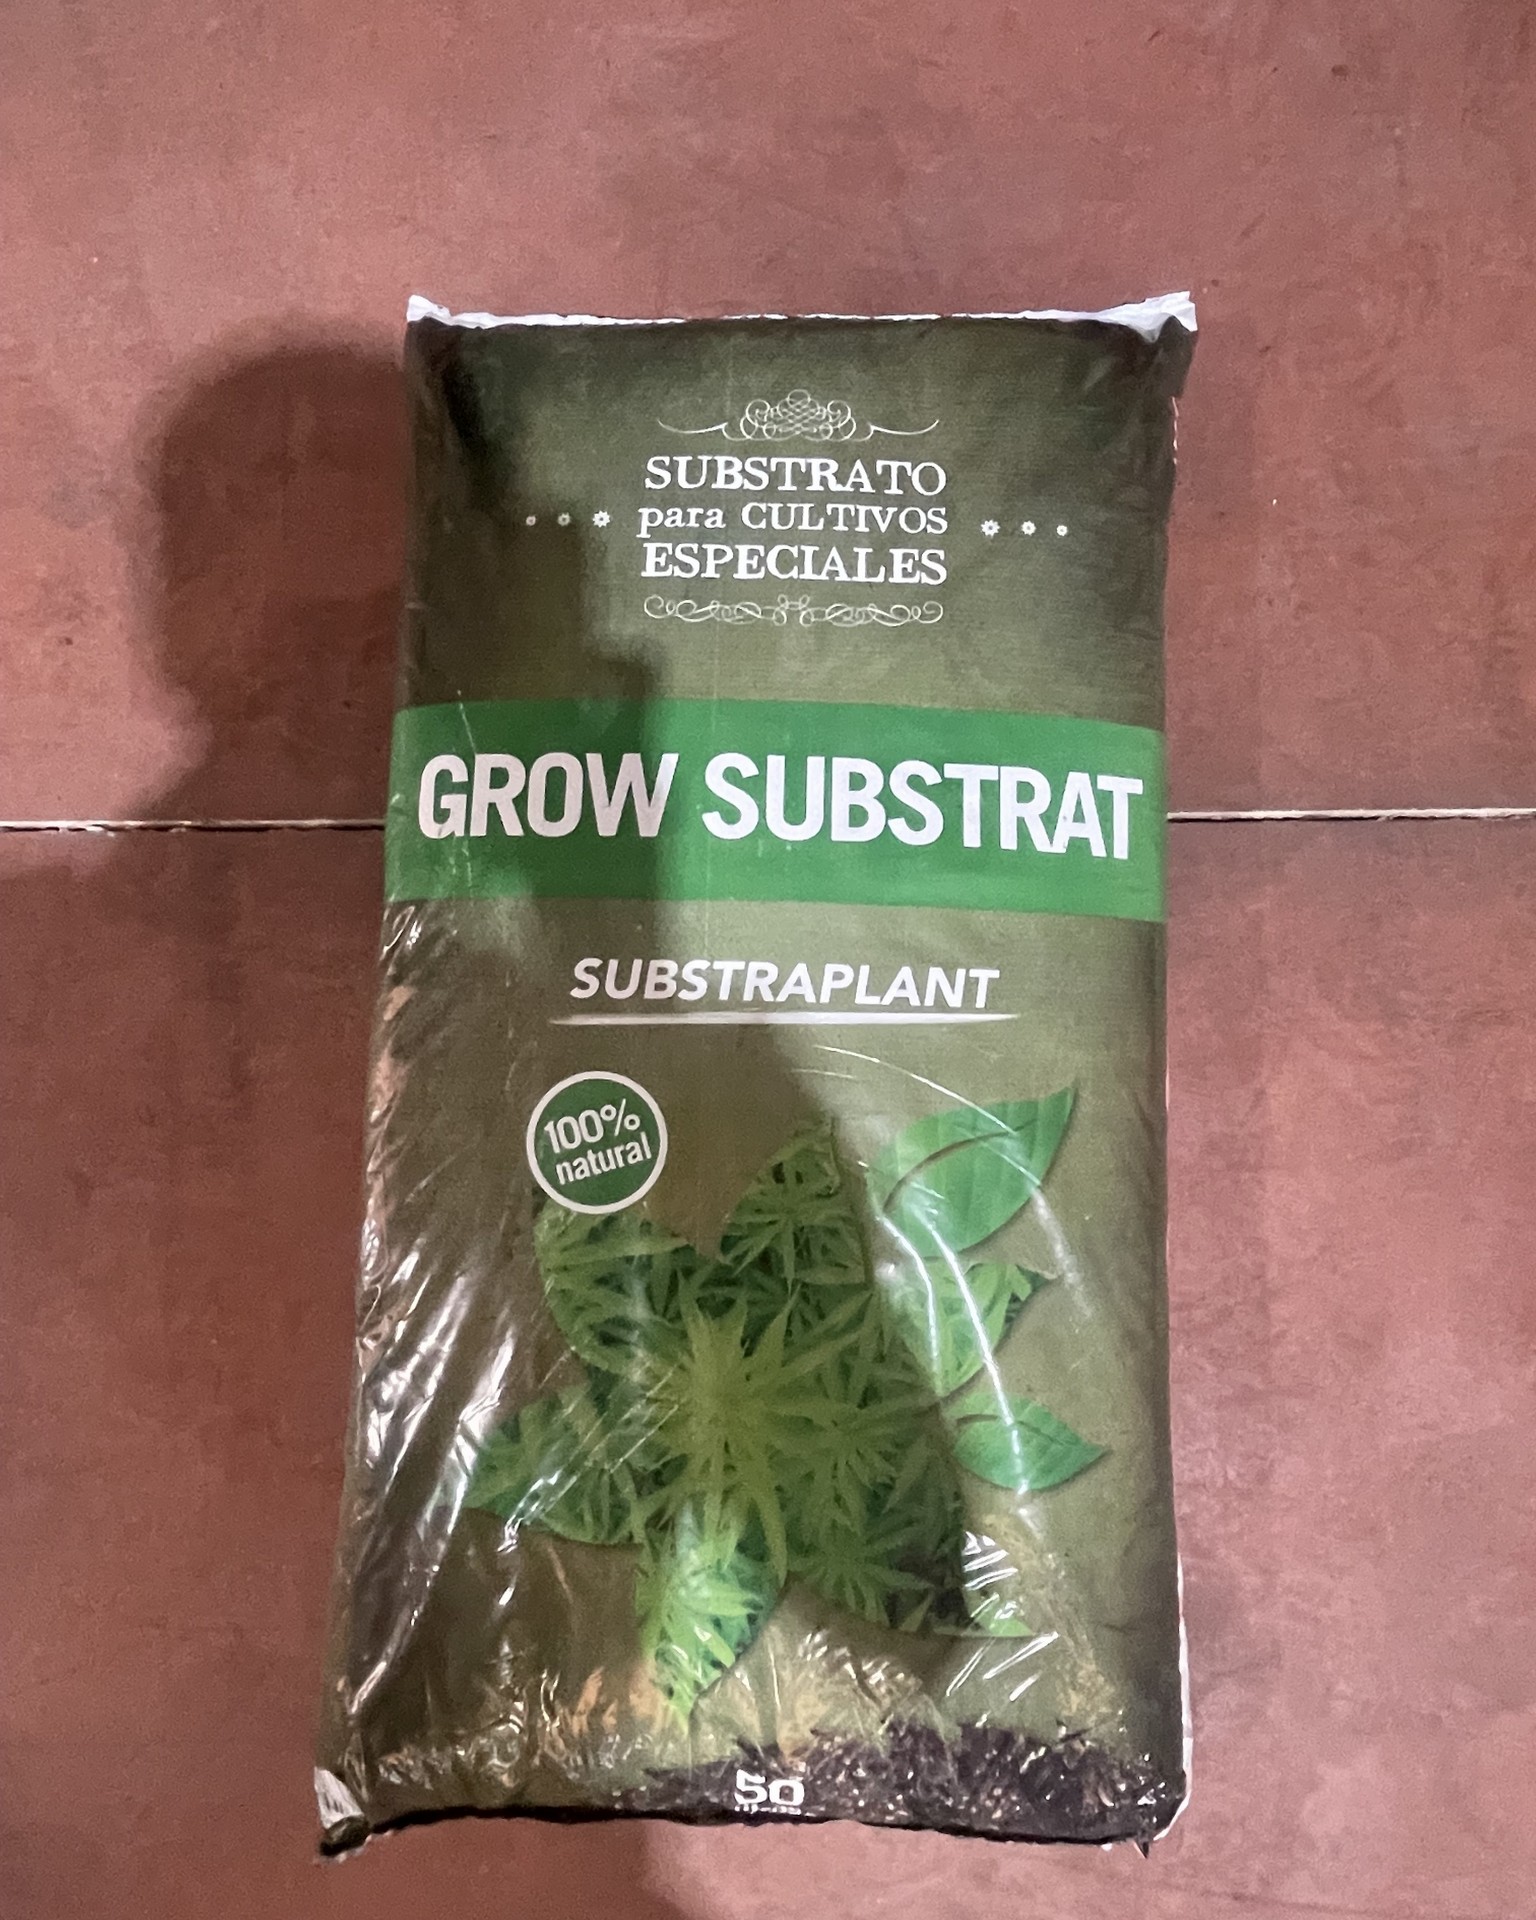 SUBSTRATO
para CULTIVOS
ESPECIALES
GROW SUBSTRAT
SUBSTRAPLANT
100%
natural
50